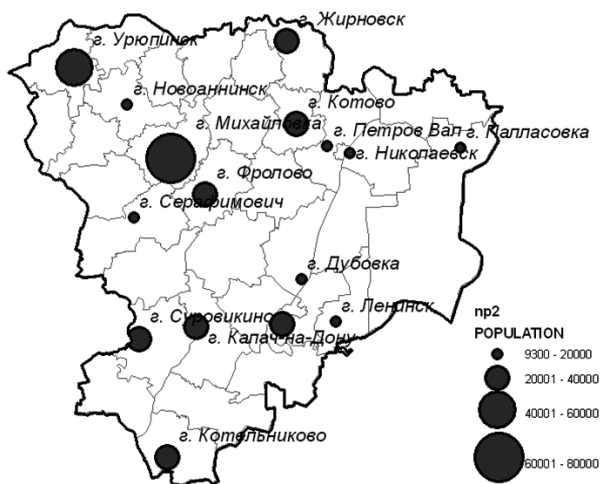 г. Жирновск
г. Урюпинск
г. Новоаннинск
г. Котово
г. Михайловка
г. Петров Вал
г. Палласовка
г. Николаевск
г. Фролово
г. Серафимович
г. Дубовка
г. Ленинск
г. Суровикино
г. Калач-на-Дону
г. Котельниково
np2
POPULATION
9300 - 20000
20001 - 40000
40001 - 60000
60001 - 80000